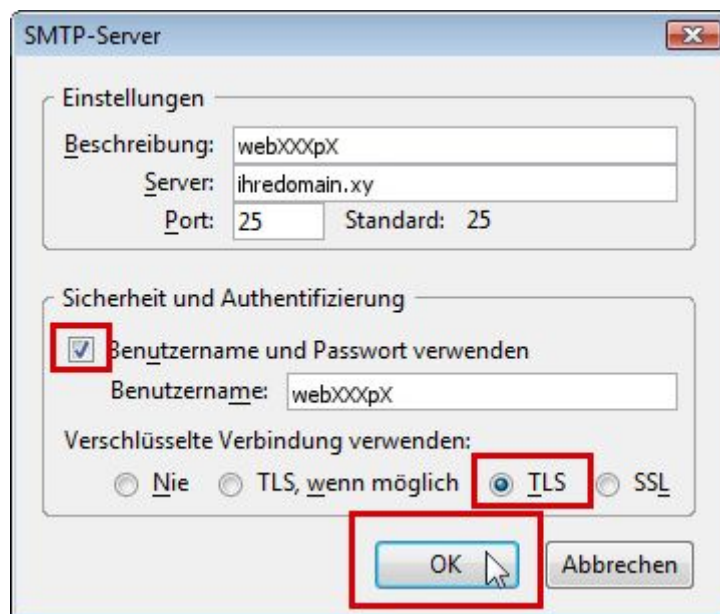 SMTP-Server
Einstellungen
Beschreibung: webXXXpX
Server: ihredomain.xy
Port: 25 Standard: 25
Sicherheit und Authentifizierung
Benutzername und Passwort verwenden
Benutzername: webXXXpX
Verschlüsselte Verbindung verwenden:
Nie TLS, wenn möglich TLS SSL
OK Abbrechen